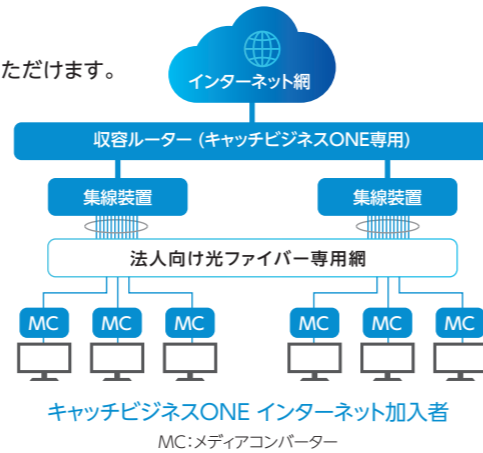 ただけます。
インターネット網
収容ルーター (キャッチビジネスONE専用)
集線装置 集線装置
法人向け光ファイバー専用網
MC MC MC MC MC MC
キャッチビジネスONE インターネット加入者
MC:メディアコンバーター